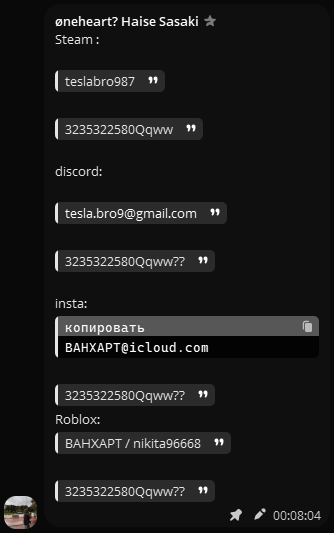 øneheart? Haise Sasaki
Steam :
teslabro987
3235322580Qqww
discord:
tesla.bro9@gmail.com
3235322580Qqww??
insta:
копировать
BAHXAPT@icloud.com
3235322580Qqww??
Roblox:
BAHXAPT / nikita96668
3235322580Qqww??
00:08:04